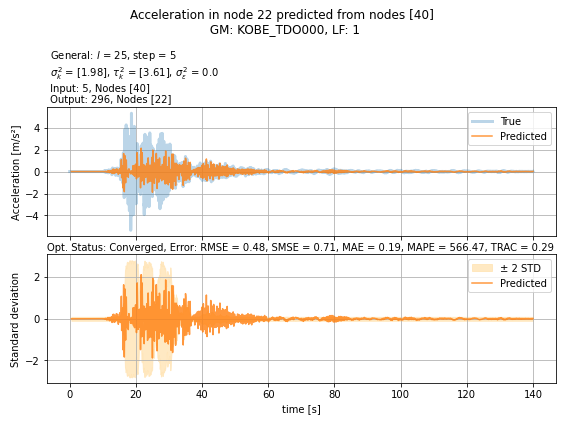 Acceleration in node 22 predicted from nodes [40]
GM: KOBE_TDO000, LF: 1
General: l = 25, step = 5
σ²ₖ = [1.98], τ²ₖ = [3.61], σ²ε = 0.0
Input: 5, Nodes [40]
Output: 296, Nodes [22]
True
Predicted
Acceleration [m/s²]
4
2
0
−2
−4
Opt. Status: Converged, Error: RMSE = 0.48, SMSE = 0.71, MAE = 0.19, MAPE = 566.47, TRAC = 0.29
± 2 STD
Predicted
Standard deviation
2
0
−2
0 20 40 60 80 100 120 140
time [s]